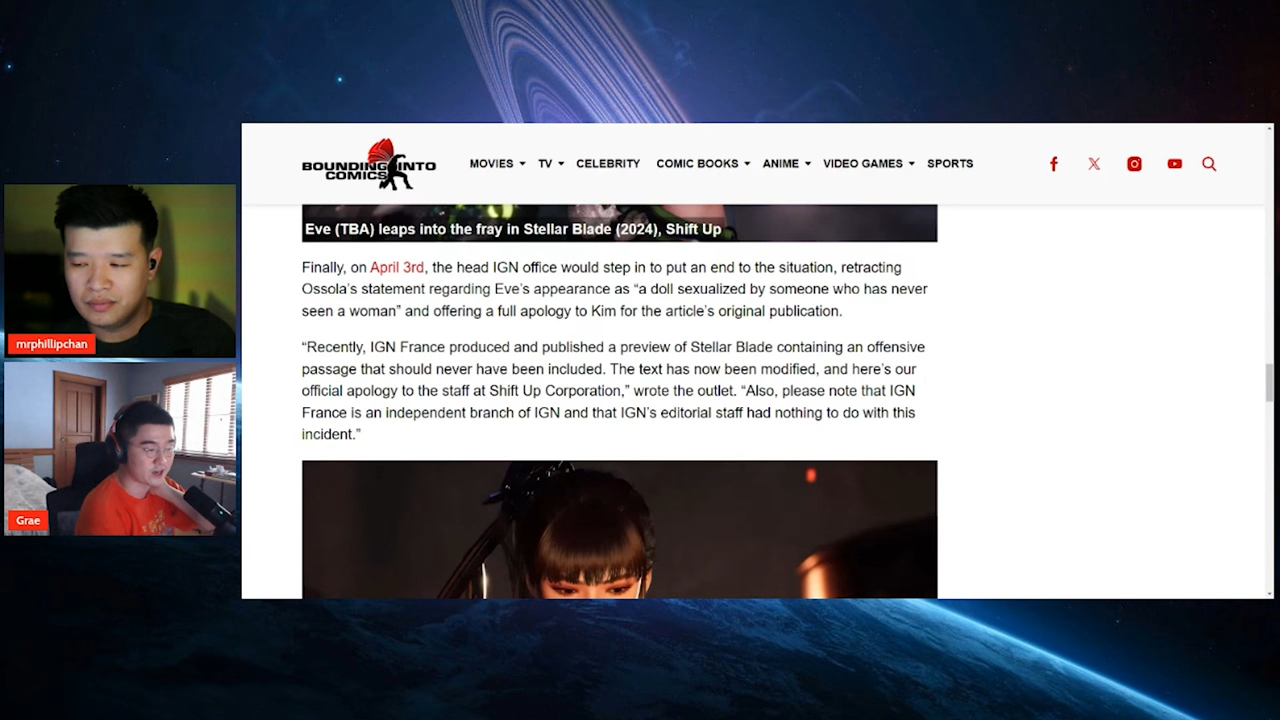 BOUNDING INTO
COMICS
MOVIES TV CELEBRITY COMIC BOOKS ANIME VIDEO GAMES SPORTS
Eve (TBA) leaps into the fray in Stellar Blade (2024), Shift Up
Finally, on April 3rd, the head IGN office would step in to put an end to the situation, retracting
Ossola’s statement regarding Eve’s appearance as “a doll sexualized by someone who has never
seen a woman” and offering a full apology to Kim for the article’s original publication.
“Recently, IGN France produced and published a preview of Stellar Blade containing an offensive
passage that should never have been included. The text has now been modified, and here’s our
official apology to the staff at Shift Up Corporation,” wrote the outlet. “Also, please note that IGN
France is an independent branch of IGN and that IGN’s editorial staff had nothing to do with this
incident.”
mrphillipchan
Grae